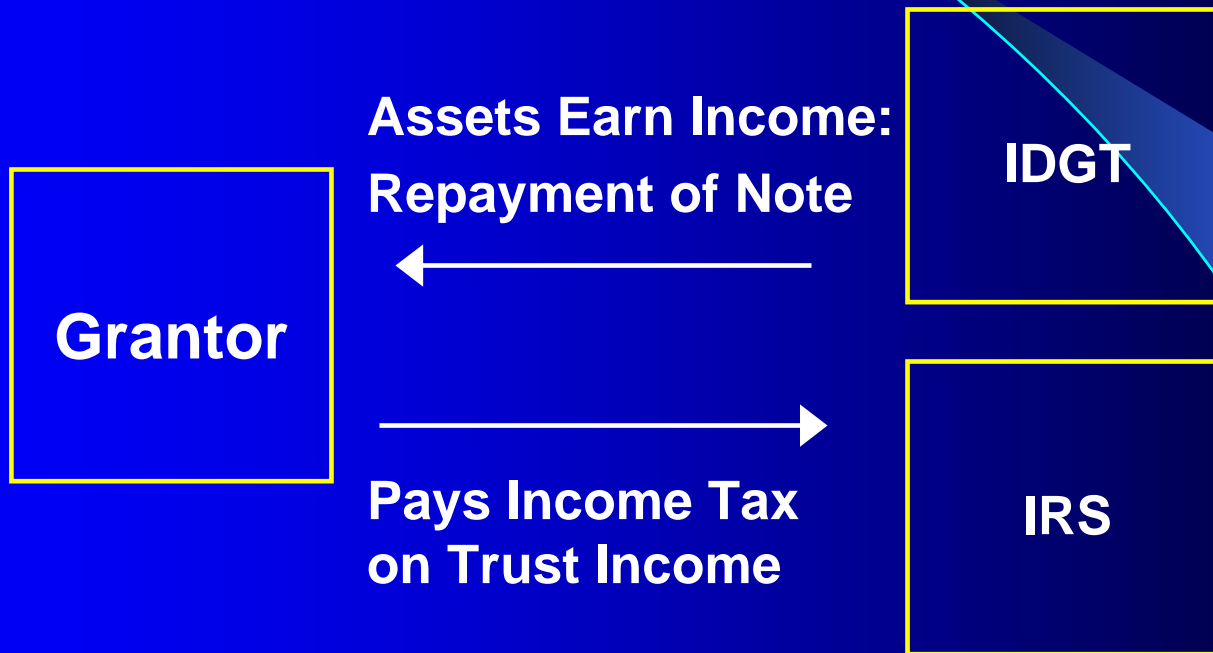 Assets Earn Income:
Repayment of Note
IDGT
Grantor
Pays Income Tax
on Trust Income
IRS